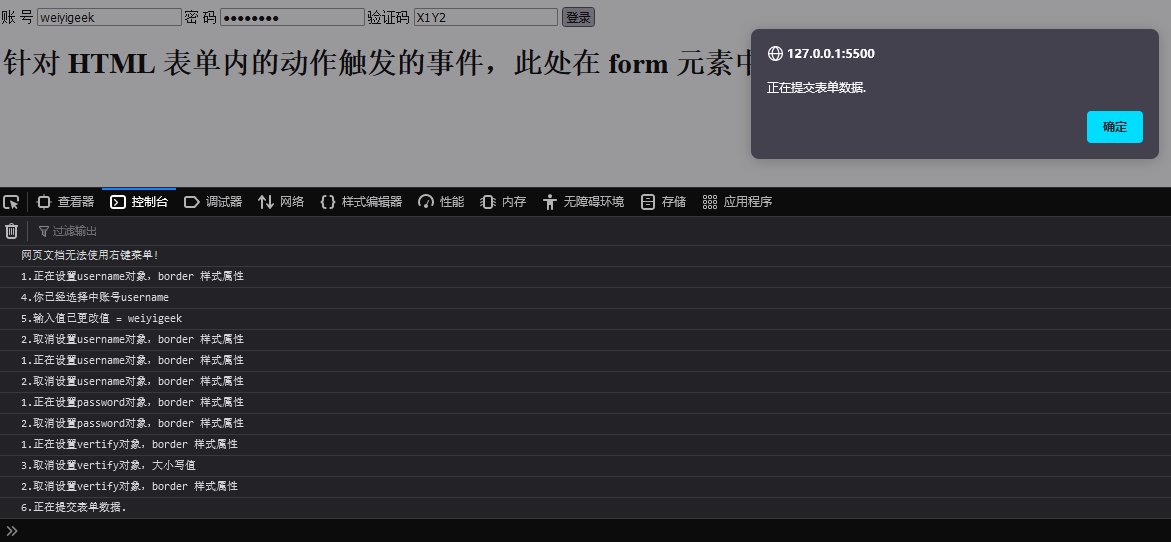 账 号 weiyigeek 密 码 ●●●●●●●● 验证码 X1Y2 登录
针对 HTML 表单内的动作触发的事件，此处在 form 元素中
127.0.0.1:5500
正在提交表单数据.
确定
查看器 控制台 调试器 网络 样式编辑器 性能 内存 无障碍环境 存储 应用程序
过滤输出
网页文档无法使用右键菜单!
1.正在设置username对象，border 样式属性
4.你已经选择中账号username
5.输入值已更改值 = weiyigeek
2.取消设置username对象，border 样式属性
1.正在设置username对象，border 样式属性
2.取消设置username对象，border 样式属性
1.正在设置password对象，border 样式属性
2.取消设置password对象，border 样式属性
1.正在设置vertify对象，border 样式属性
3.取消设置vertify对象，大小写值
2.取消设置vertify对象，border 样式属性
6.正在提交表单数据.